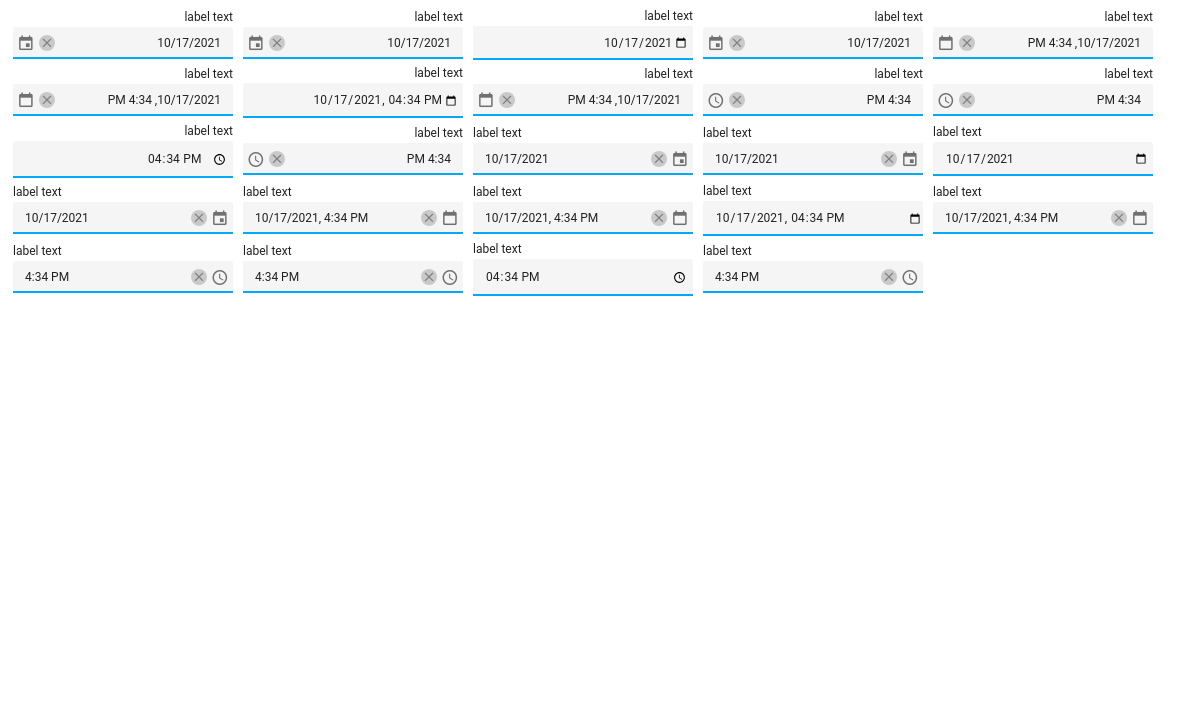 label text label text label text label text label text
10/17/2021 10/17/2021 10/17/2021 10/17/2021 PM 4:34 ,10/17/2021
label text label text label text label text label text
PM 4:34 ,10/17/2021 10/17/2021, 04:34 PM PM 4:34 ,10/17/2021 PM 4:34 PM 4:34
label text label text label text label text label text
04:34 PM PM 4:34 10/17/2021 10/17/2021 10/17/2021
label text label text label text label text label text
10/17/2021 10/17/2021, 4:34 PM 10/17/2021, 4:34 PM 10/17/2021, 04:34 PM 10/17/2021, 4:34 PM
label text label text label text label text
4:34 PM 4:34 PM 04:34 PM 4:34 PM